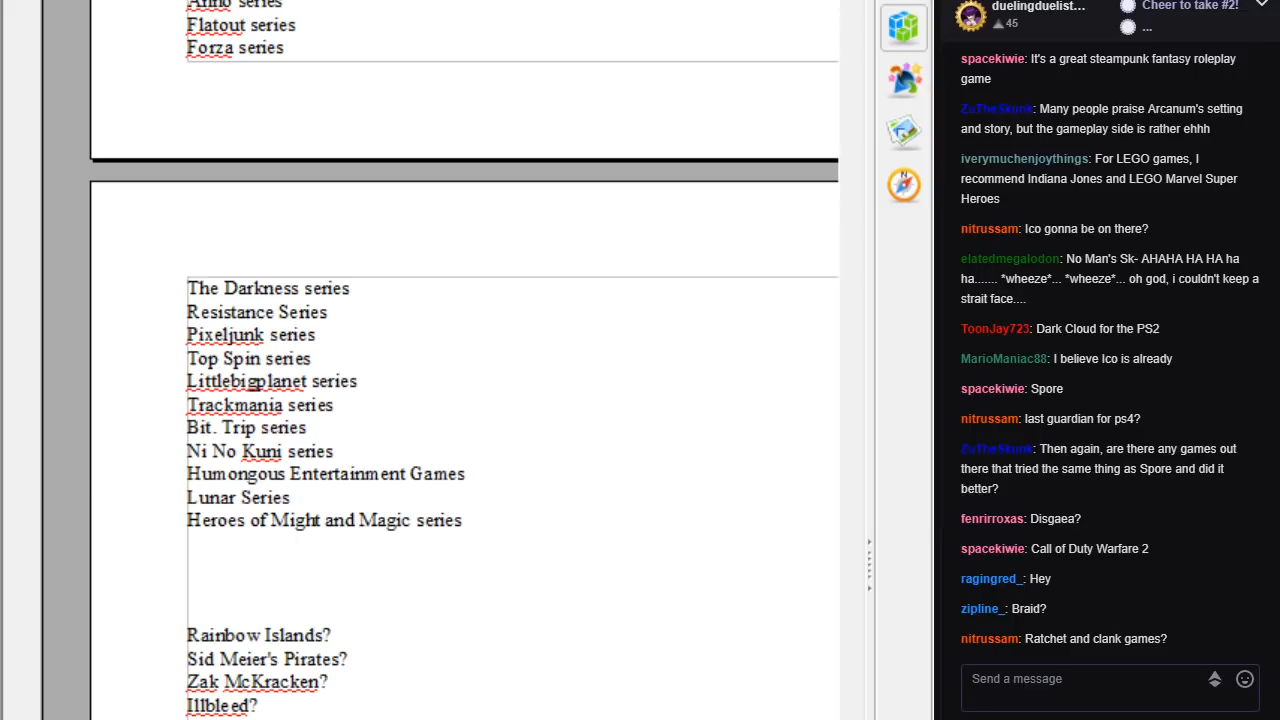 Anno series
Flatout series
Forza series
The Darkness series
Resistance Series
Pixeljunk series
Top Spin series
Littlebigplanet series
Trackmania series
Bit. Trip series
Ni No Kuni series
Humongous Entertainment Games
Lunar Series
Heroes of Might and Magic series
Rainbow Islands?
Sid Meier's Pirates?
Zak McKracken?
Illbleed?
N
duelingduelist...
45
Cheer to take #2!
...
spacekiwie: It's a great steampunk fantasy roleplay
game
ZuTheSkunk: Many people praise Arcanum's setting
and story, but the gameplay side is rather ehhh
iverymuchenjoythings: For LEGO games, I
recommend Indiana Jones and LEGO Marvel Super
Heroes
nitrussam: Ico gonna be on there?
elatedmegalodon: No Man's Sk- AHAHA HA HA ha
ha....... *wheeze*... *wheeze*... oh god, i couldn't keep a
strait face....
ToonJay723: Dark Cloud for the PS2
MarioManiac88: I believe Ico is already
spacekiwie: Spore
nitrussam: last guardian for ps4?
ZuTheSkunk: Then again, are there any games out
there that tried the same thing as Spore and did it
better?
fenrirroxas: Disgaea?
spacekiwie: Call of Duty Warfare 2
ragingred_: Hey
zipline_: Braid?
nitrussam: Ratchet and clank games?
Send a message